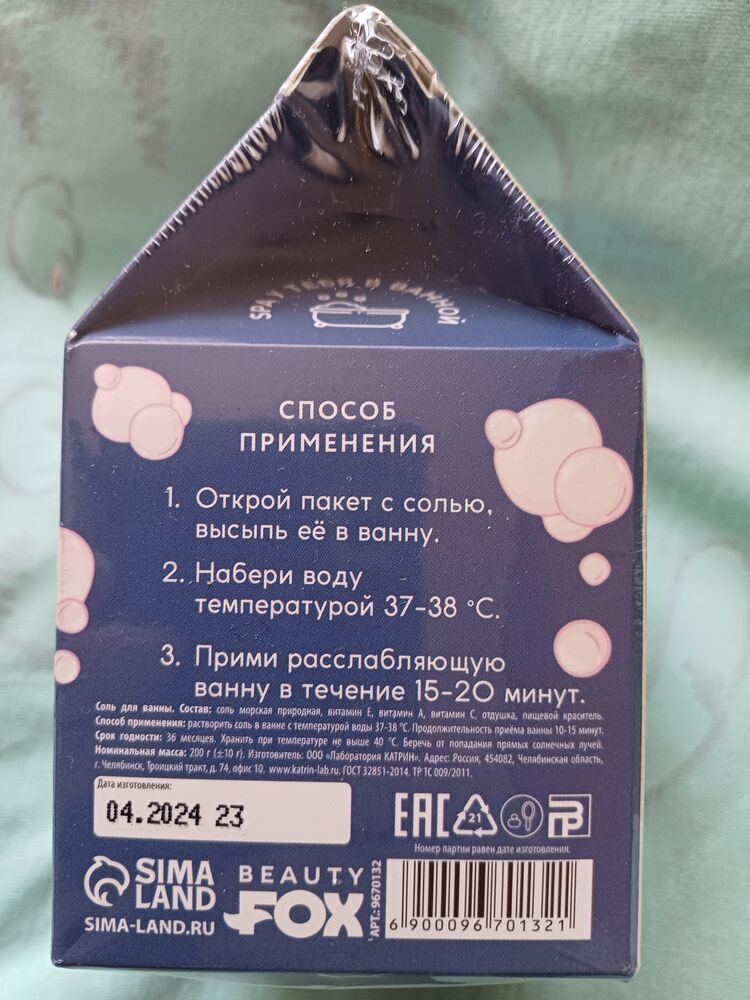 SPA У ТЕБЯ В ВАННОЙ
СПОСОБ
ПРИМЕНЕНИЯ
1. Открой пакет с солью,
высыпь её в ванну.
2. Набери воду
температурой 37-38 °С.
3. Прими расслабляющую
ванну в течение 15-20 минут.
Соль для ванны. Состав: соль морская природная, витамин Е, витамин А, витамин С, отдушка, пищевой краситель.
Способ применения: растворить соль в ванне с температурой воды 37-38 °С. Продолжительность приёма ванны 10-15 минут.
Срок годности: 36 месяцев. Хранить при температуре не выше 40 °С. Беречь от попадания прямых солнечных лучей.
Номинальная масса: 200 г (±10 г). Изготовитель: ООО «Лаборатория КАТРИН». Адрес: Россия, 454082, Челябинская область,
г. Челябинск, Троицкий тракт, д. 74, офис 10. www.katrin-lab.ru. ГОСТ 32851-2014. ТР ТС 009/2011.
Дата изготовления:
04.2024 23
EAC 21
Номер партии равен дате изготовления.
SIMA
LAND
SIMA-LAND.RU
BEAUTY
FOX
АРТ.: 9670132
6 900096 701321